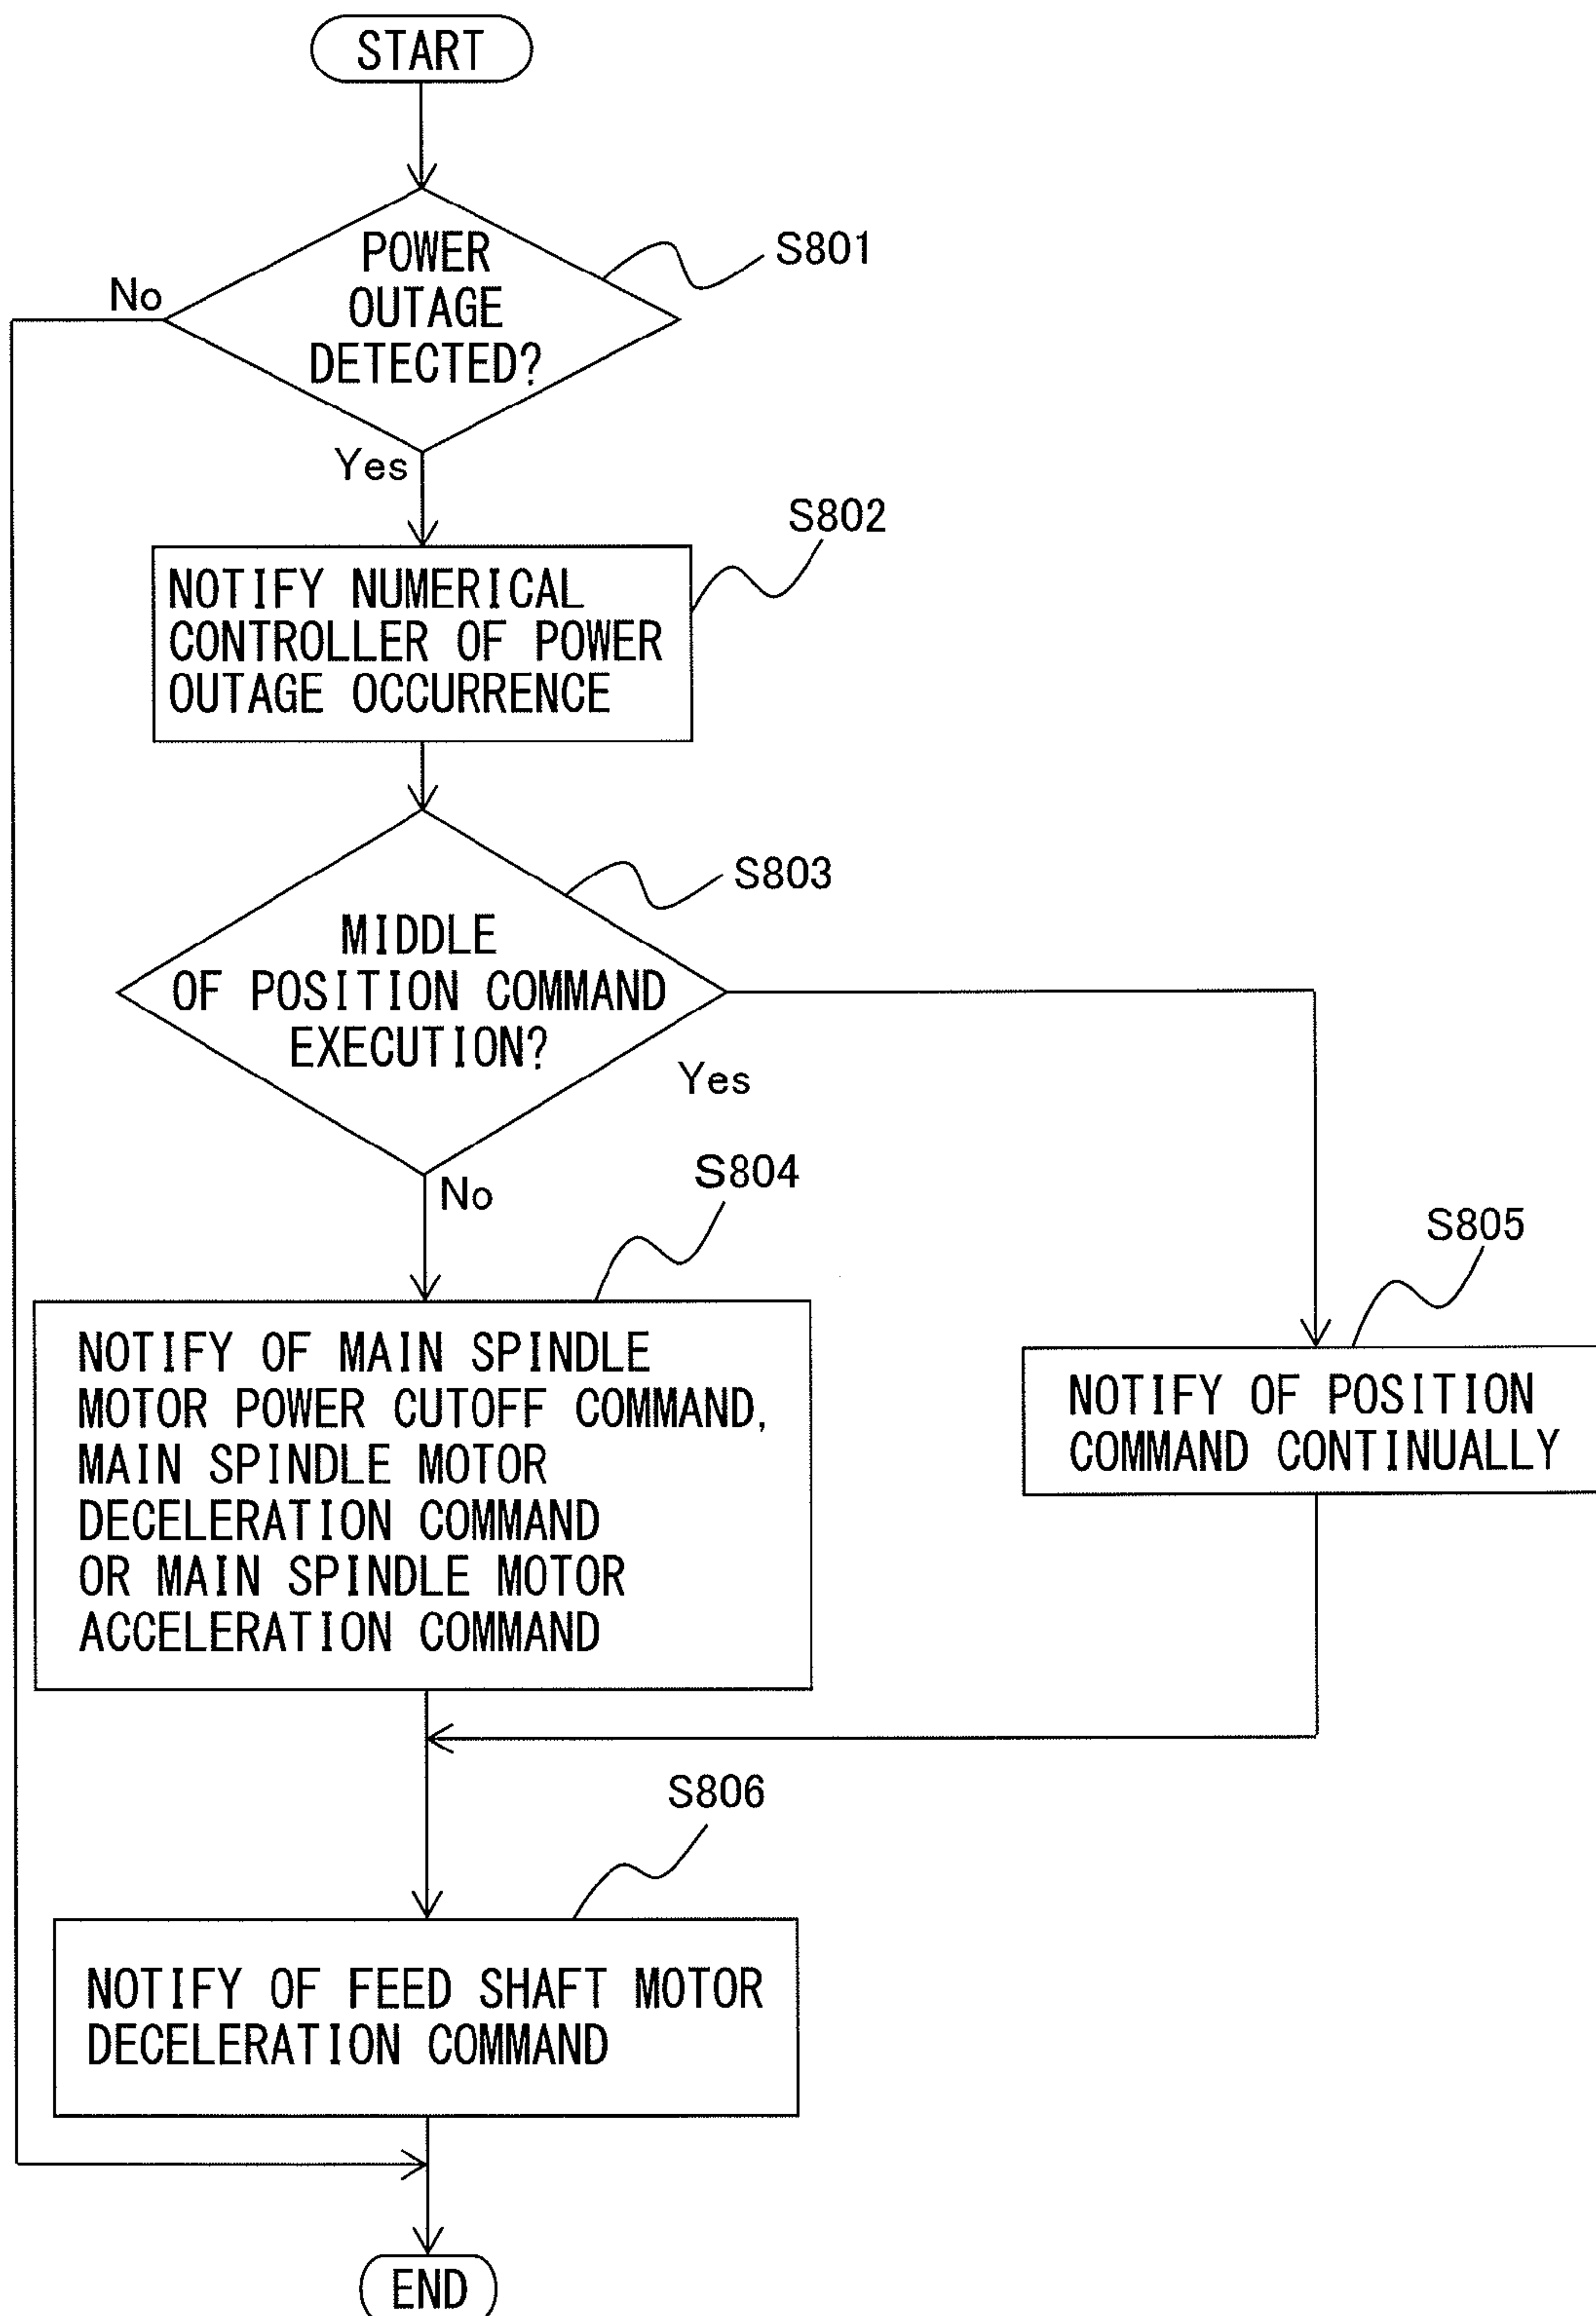 START
POWER
OUTAGE
DETECTED?
S801
No
Yes
S802
NOTIFY NUMERICAL
CONTROLLER OF POWER
OUTAGE OCCURRENCE
S803
MIDDLE
OF POSITION COMMAND
EXECUTION?
Yes
No
S804
NOTIFY OF MAIN SPINDLE
MOTOR POWER CUTOFF COMMAND,
MAIN SPINDLE MOTOR
DECELERATION COMMAND
OR MAIN SPINDLE MOTOR
ACCELERATION COMMAND
S805
NOTIFY OF POSITION
COMMAND CONTINUALLY
S806
NOTIFY OF FEED SHAFT MOTOR
DECELERATION COMMAND
END